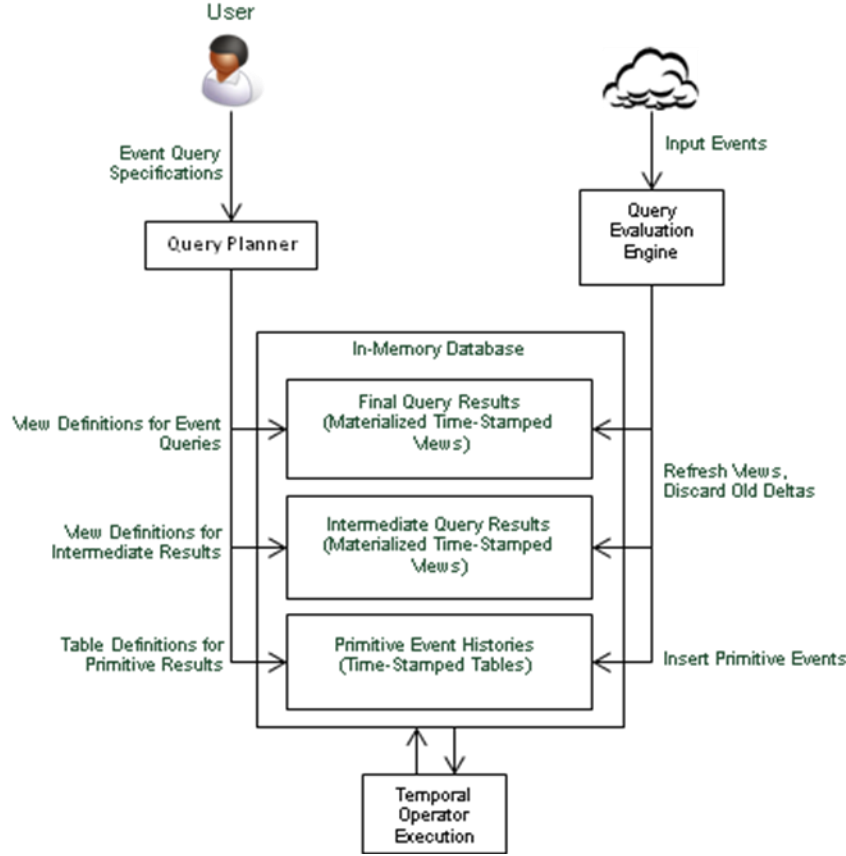 User
Event Query
Specifications
Input Events
Query Planner
Query
Evaluation
Engine
In-Memory Database
Final Query Results
(Materialized Time-Stamped
Views)
View Definitions for Event
Queries
Refresh Views,
Discard Old Deltas
Intermediate Query Results
(Materialized Time-Stamped
Views)
View Definitions for
Intermediate Results
Primitive Event Histories
(Time-Stamped Tables)
Table Definitions for
Primitive Results
Insert Primitive Events
Temporal
Operator
Execution